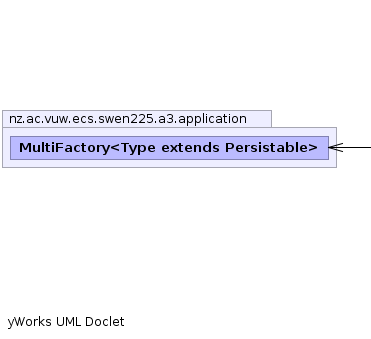 nz.ac.vuw.ecs.swen225.a3.application
MultiFactory<Type extends Persistable>
yWorks UML Doclet